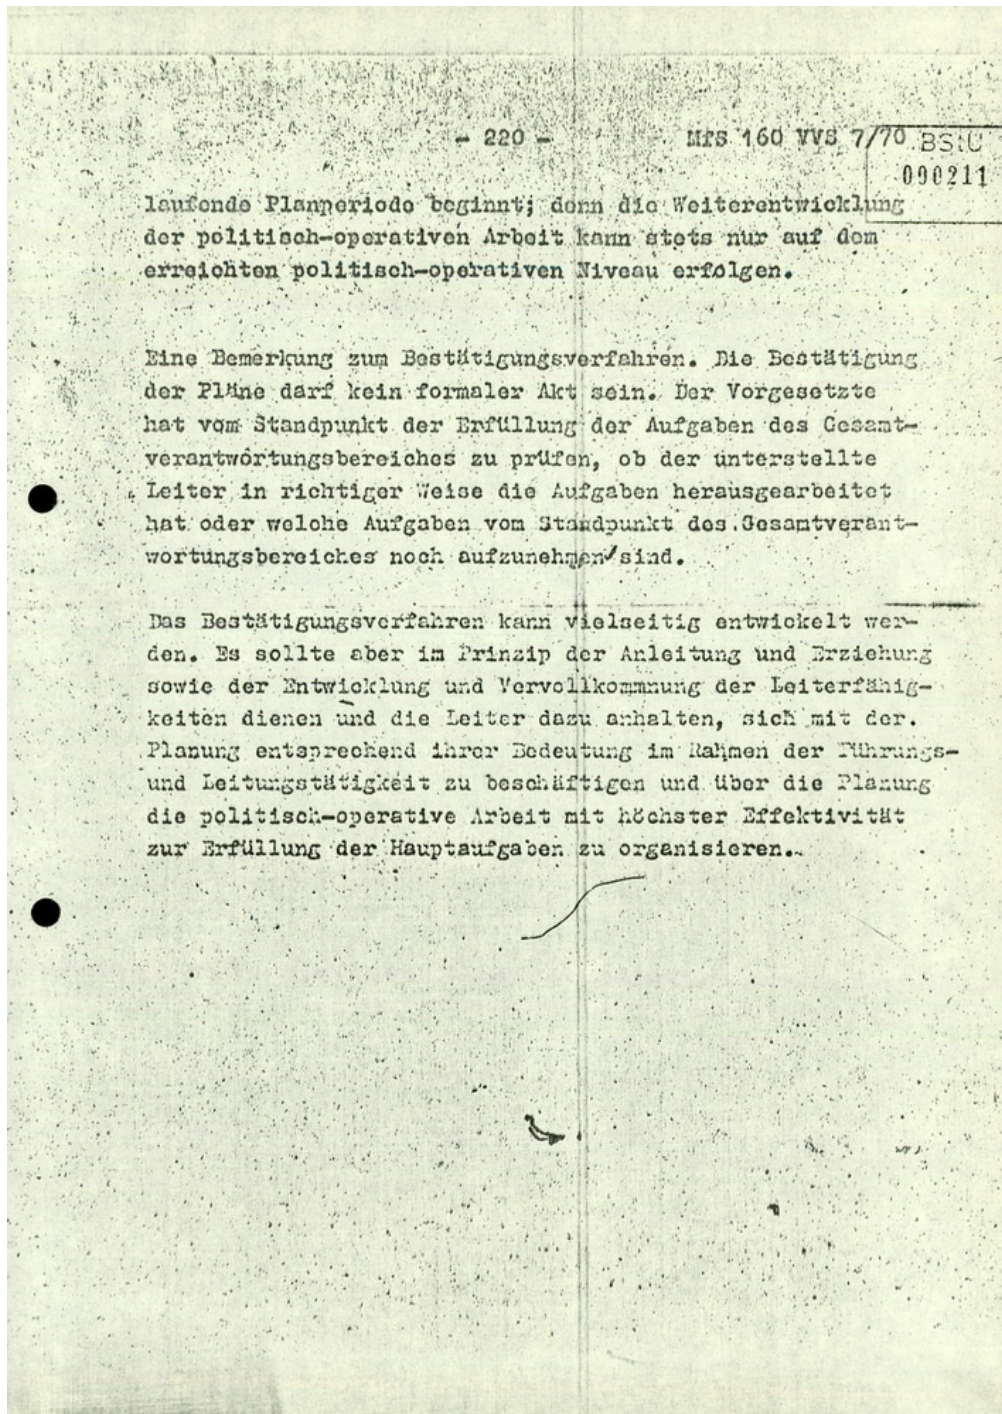 - 220 -
MfS 160 VVS 7/70
BStU
000211
laufende Planperiode beginnt; denn die Weiterentwicklung
der politisch-operativen Arbeit kann stets nur auf dem
erreichten politisch-operativen Niveau erfolgen.
Eine Bemerkung zum Bestätigungsverfahren. Die Bestätigung
der Pläne darf kein formaler Akt sein. Der Vorgesetzte
hat vom Standpunkt der Erfüllung der Aufgaben des Gesamt-
verantwortungsbereiches zu prüfen, ob der unterstellte
Leiter in richtiger Weise die Aufgaben herausgearbeitet
hat oder welche Aufgaben vom Standpunkt des Gesamtverant-
wortungsbereiches noch aufzunehmen sind.
Das Bestätigungsverfahren kann vielseitig entwickelt wer-
den. Es sollte aber im Prinzip der Anleitung und Erziehung
sowie der Entwicklung und Vervollkommnung der Leiterfähig-
keiten dienen und die Leiter dazu anhalten, sich mit der
Planung entsprechend ihrer Bedeutung im Rahmen der Führungs-
und Leitungstätigkeit zu beschäftigen und über die Planung
die politisch-operative Arbeit mit höchster Effektivität
zur Erfüllung der Hauptaufgaben zu organisieren.